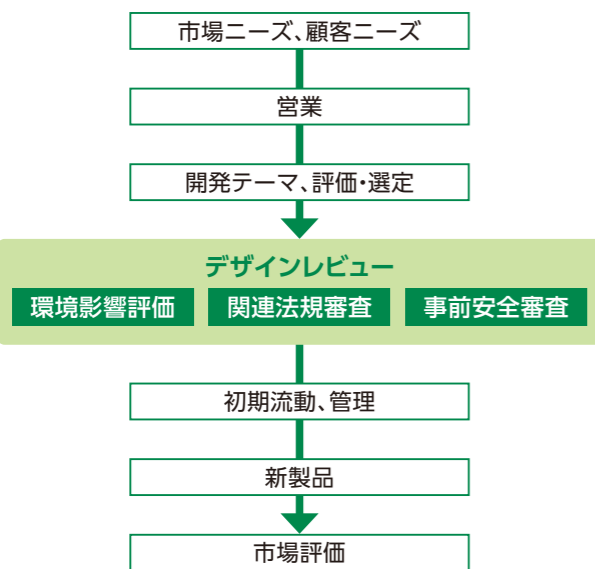 市場ニーズ、顧客ニーズ
営業
開発テーマ、評価・選定
デザインレビュー
環境影響評価 関連法規審査 事前安全審査
初期流動、管理
新製品
市場評価